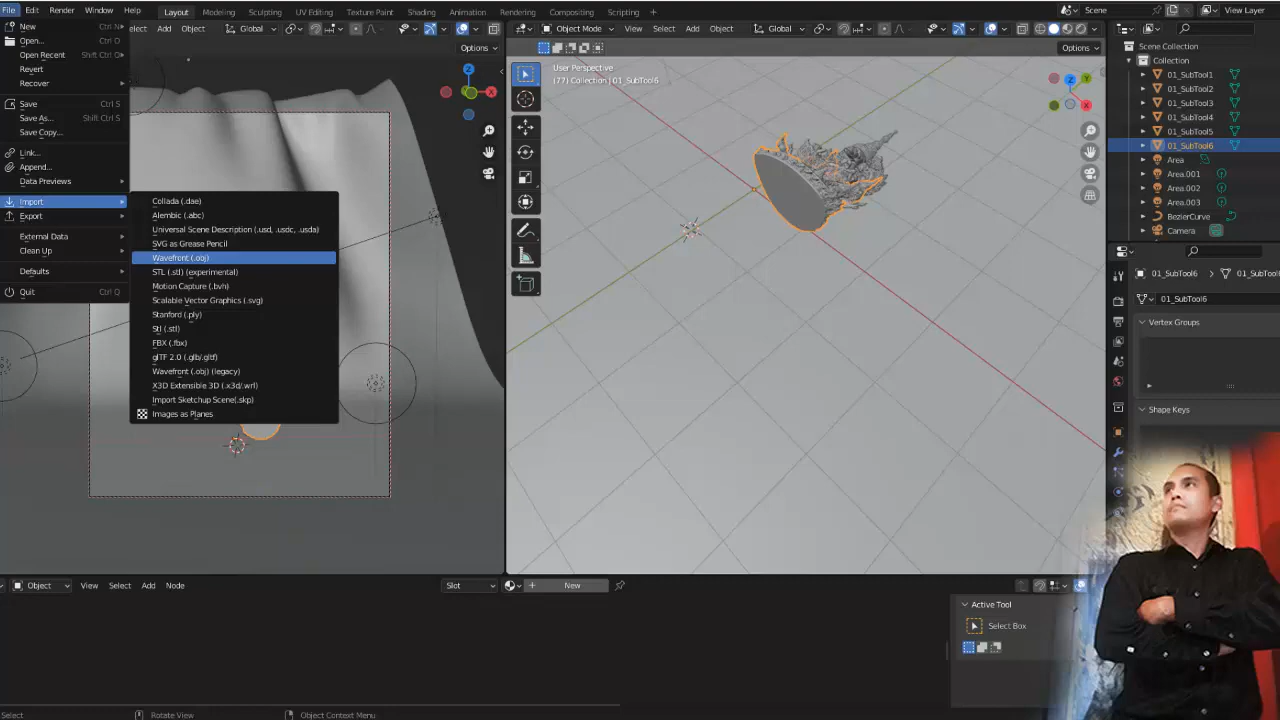 File Edit Render Window Help Layout Modeling Sculpting UV Editing Texture Paint Shading Animation Rendering Compositing Scripting Scene View Layer
New Ctrl N
Open... Ctrl O
Open Recent Shift Ctrl O
Revert
Recover
Save Ctrl S
Save As... Shift Ctrl S
Save Copy...
Link...
Append...
Data Previews
Import
Export
External Data
Clean Up
Defaults
Quit Ctrl Q
Collada (.dae)
Alembic (.abc)
Universal Scene Description (.usd, .usdc, .usda)
SVG as Grease Pencil
Wavefront (.obj)
STL (.stl) (experimental)
Motion Capture (.bvh)
Scalable Vector Graphics (.svg)
Stanford (.ply)
Stl (.stl)
FBX (.fbx)
glTF 2.0 (.glb/.gltf)
Wavefront (.obj) (legacy)
X3D Extensible 3D (.x3d/.wrl)
Import Sketchup Scene(.skp)
Images as Planes
elect Add Object Global
Options
Z
X
Object Mode View Select Add Object Global
Options
User Perspective
(77) Collection | 01_SubTool6
Z
Y
X
Scene Collection
Collection
01_SubTool1
01_SubTool2
01_SubTool3
01_SubTool4
01_SubTool5
01_SubTool6
Area
Area.001
Area.002
Area.003
BezierCurve
Camera
01_SubTool6 01_SubTool6
01_SubTool6
Vertex Groups
Shape Keys
Object View Select Add Node Slot New
Active Tool
Select Box
Select Rotate View Object Context Menu